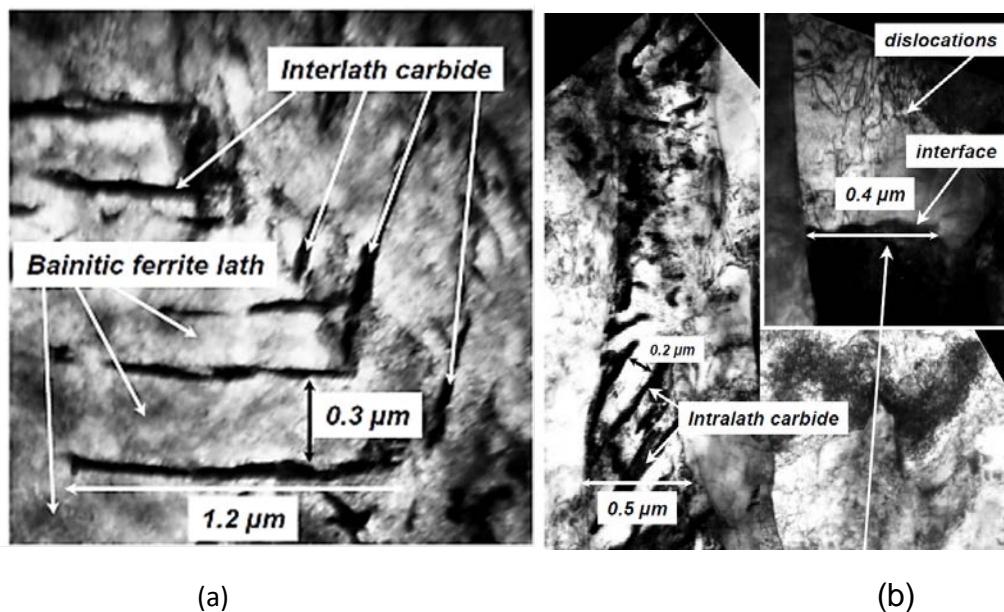 Interlath carbide
Bainitic ferrite lath
0.3 µm
1.2 µm
dislocations
interface
0.4 µm
0.2 µm
Intralath carbide
0.5 µm
(a)
(b)